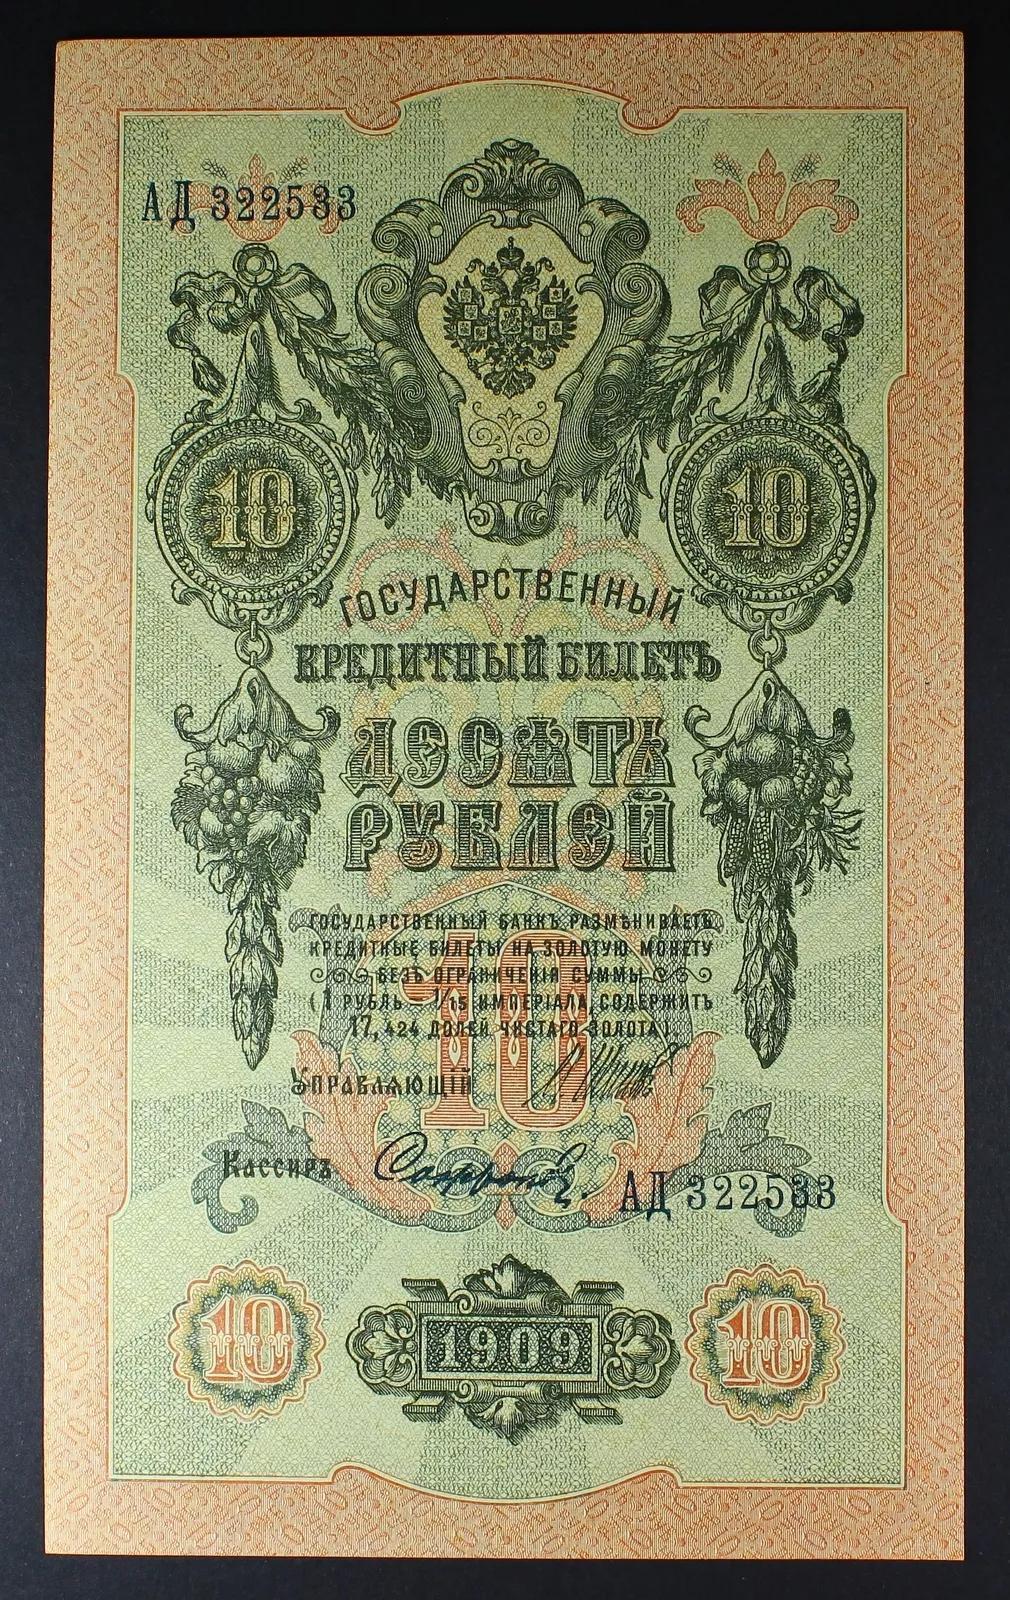 АД 322533
10 10
ГОСУДАРСТВЕННЫЙ
КРЕДИТНЫЙ БИЛЕТЪ
ДЕСЯТЬ
РУБЛЕЙ
ГОСУДАРСТВЕННЫЙ БАНКЪ РАЗМѢНИВАЕТЪ
КРЕДИТНЫЕ БИЛЕТЫ НА ЗОЛОТУЮ МОНЕТУ
БЕЗЪ ОГРАНИЧЕНІЯ СУММЫ
(1 РУБЛЬ = 1/15 ИМПЕРІАЛА, СОДЕРЖИТЪ
17,424 ДОЛЕЙ ЧИСТАГО ЗОЛОТА).
10
УПРАВЛЯЮЩІЙ
КАССИРЪ
АД 322533
10 1909 10